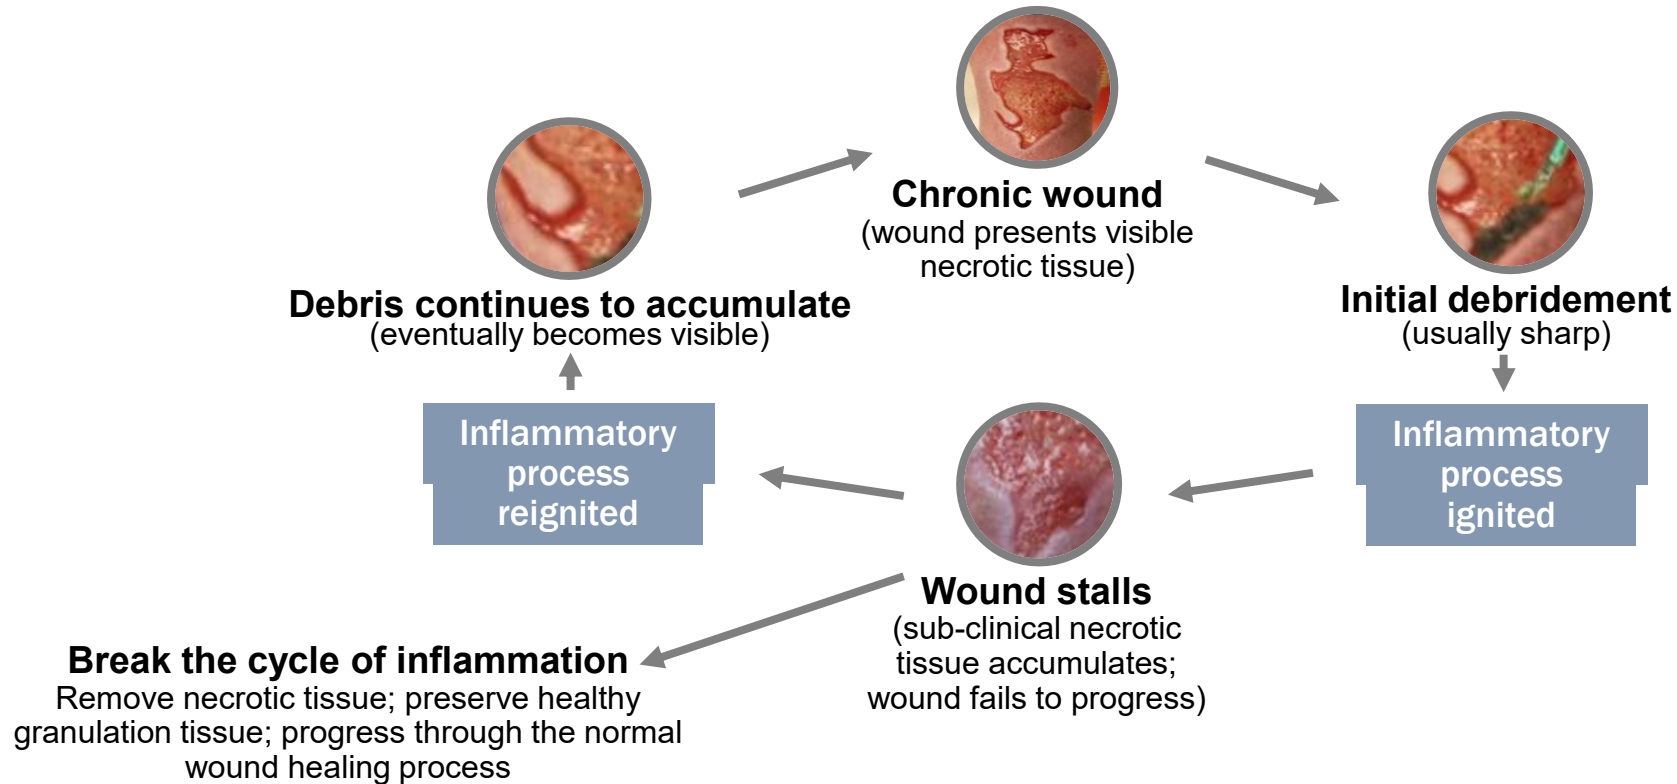 Chronic wound
(wound presents visible
necrotic tissue)
Initial debridement
(usually sharp)
Inflammatory
process
ignited
Wound stalls
(sub-clinical necrotic
tissue accumulates;
wound fails to progress)
Inflammatory
process
reignited
Debris continues to accumulate
(eventually becomes visible)
Break the cycle of inflammation
Remove necrotic tissue; preserve healthy
granulation tissue; progress through the normal
wound healing process